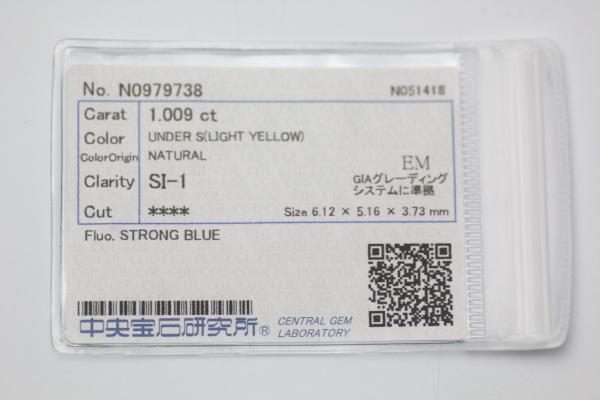 No. N0979738 N051418
Carat 1.009 ct
Color UNDER S(LIGHT YELLOW)
ColorOrigin NATURAL
Clarity SI-1
EM
GIAグレーディング
システムに準拠
Cut **** Size 6.12 × 5.16 × 3.73 mm
Fluo. STRONG BLUE
中央宝石研究所® CENTRAL GEM
LABORATORY